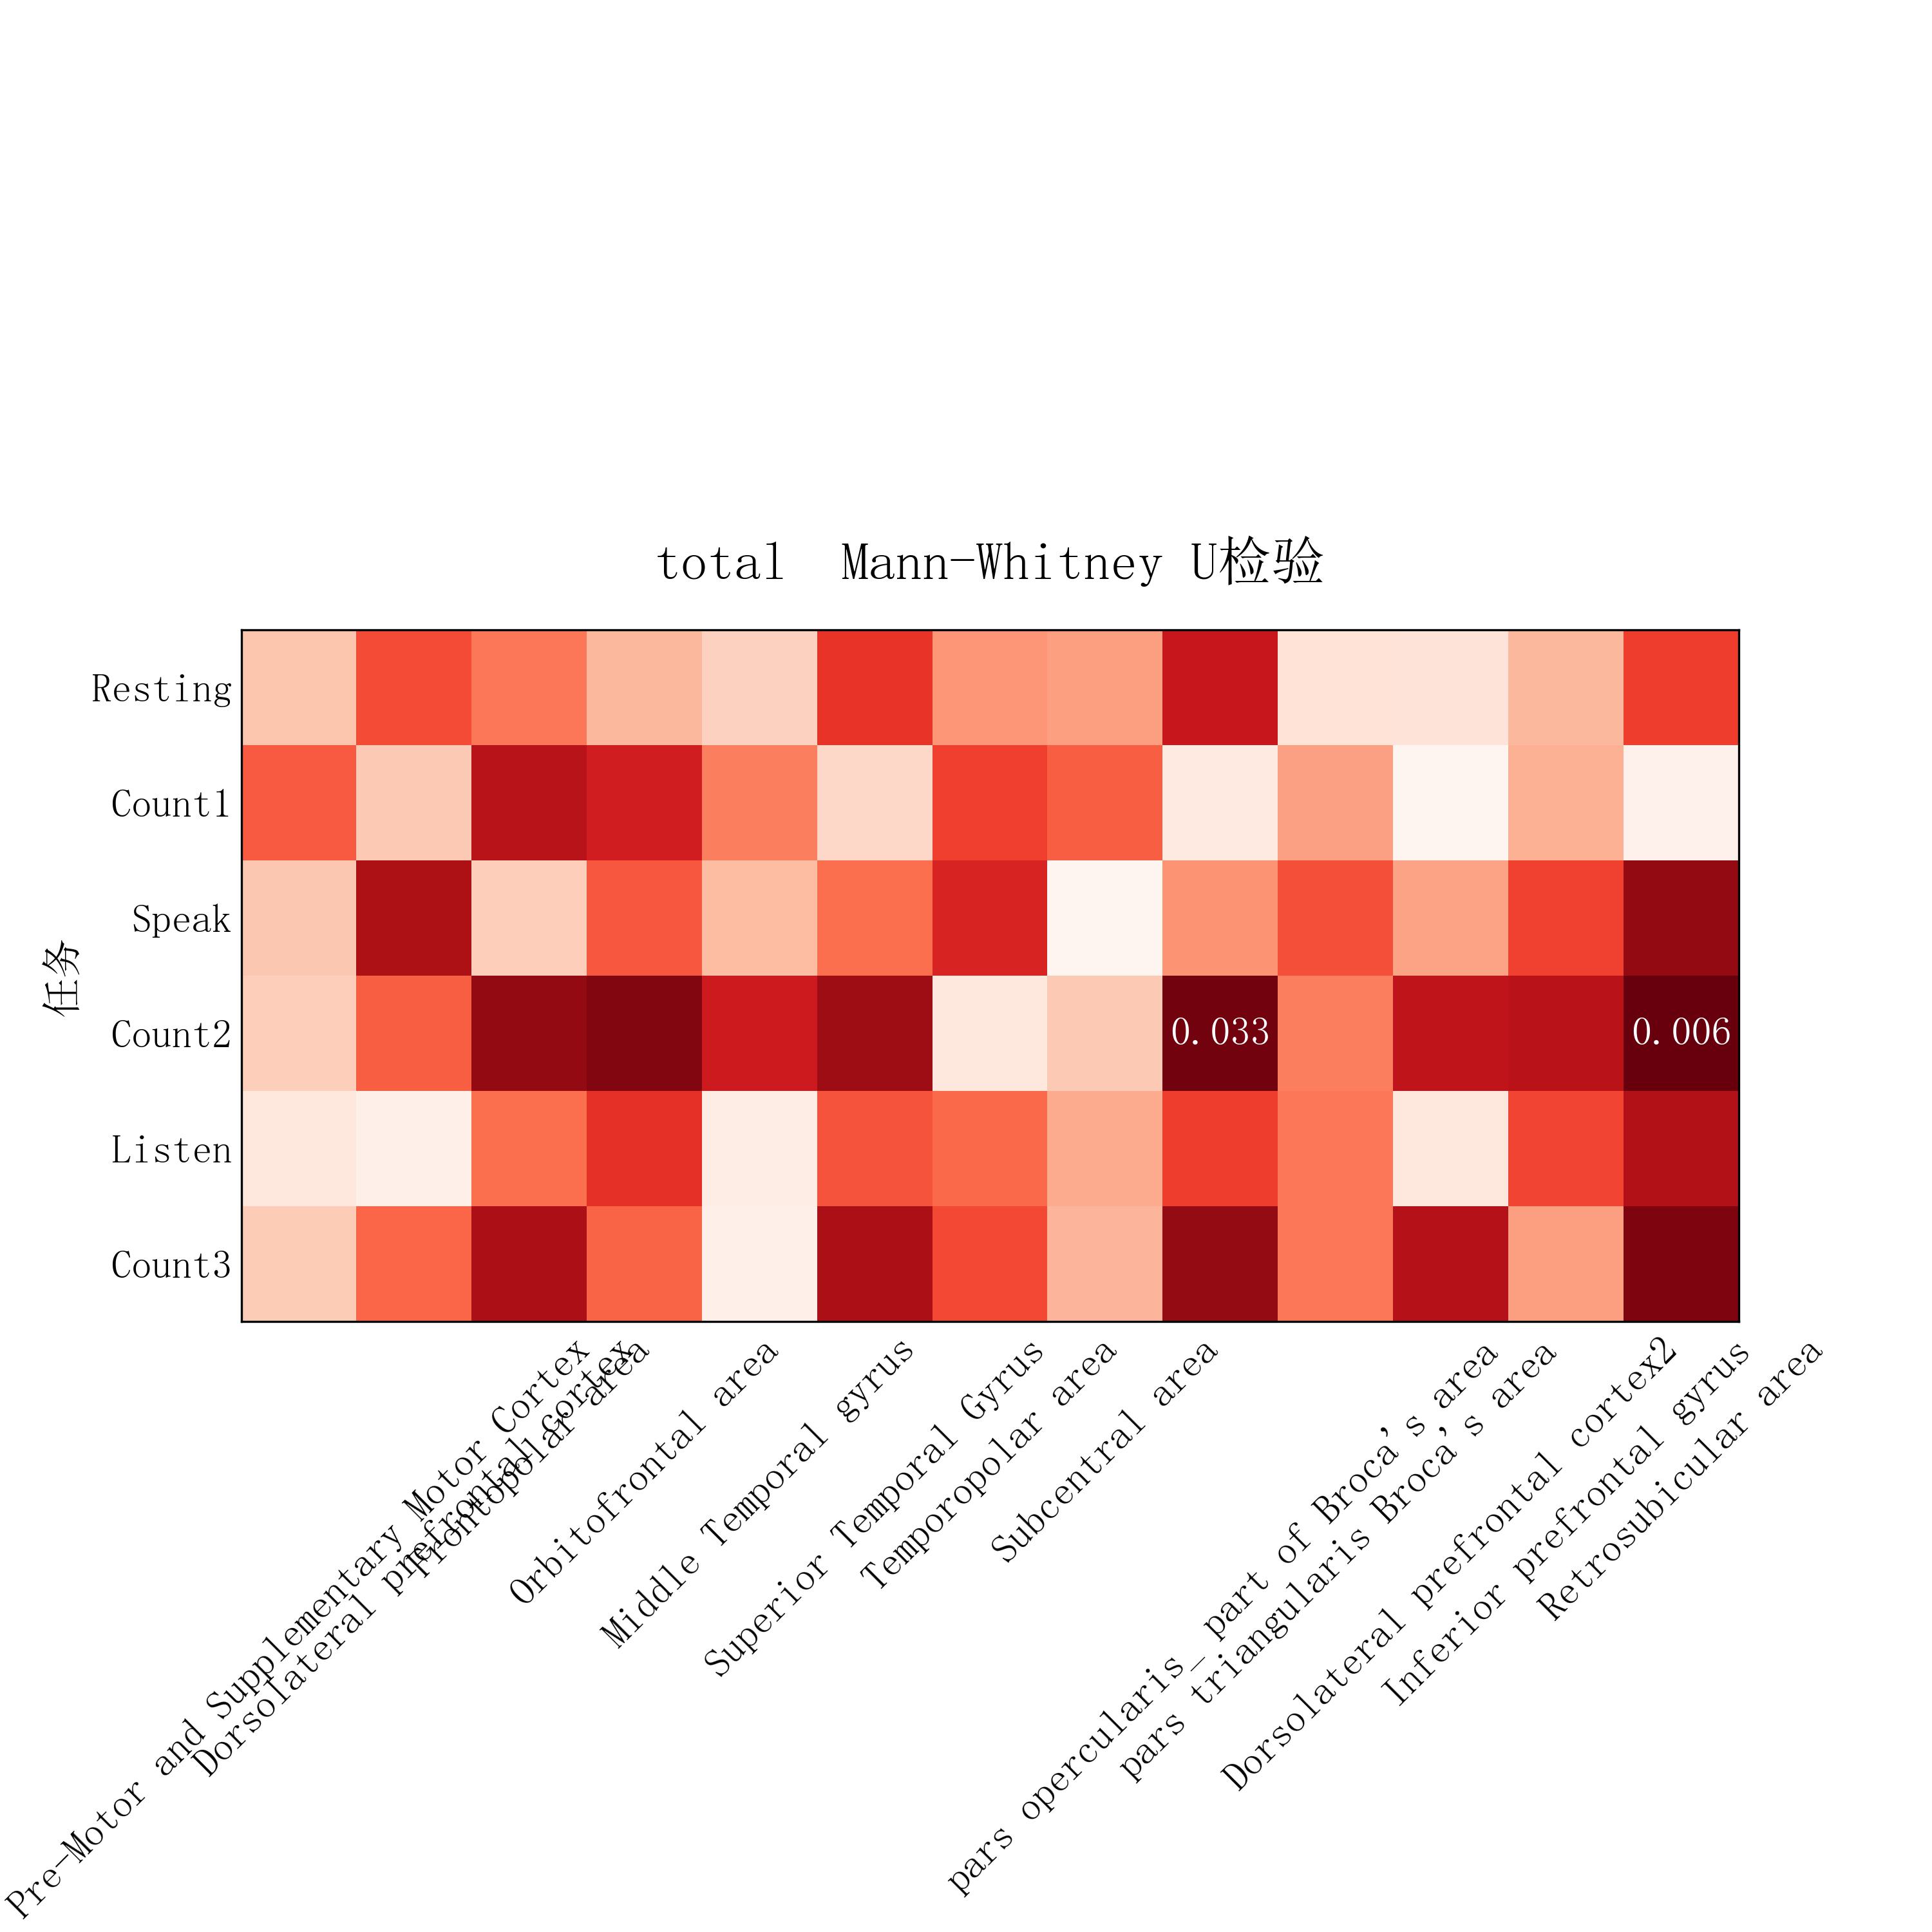 total  Mann-Whitney U检验
任务
Resting
Count1
Speak
Count2
0.033
0.006
Listen
Count3
Pre-Motor and Supplementary Motor Cortex
Dorsolateral prefrontal cortex
Frontopolar area
Orbitofrontal area
Middle Temporal gyrus
Superior Temporal Gyrus
Temporopolar area
Subcentral area
pars opercularis_ part of Broca's area
pars triangularis Broca's area
Dorsolateral prefrontal cortex2
Inferior prefrontal gyrus
Retrosubicular area